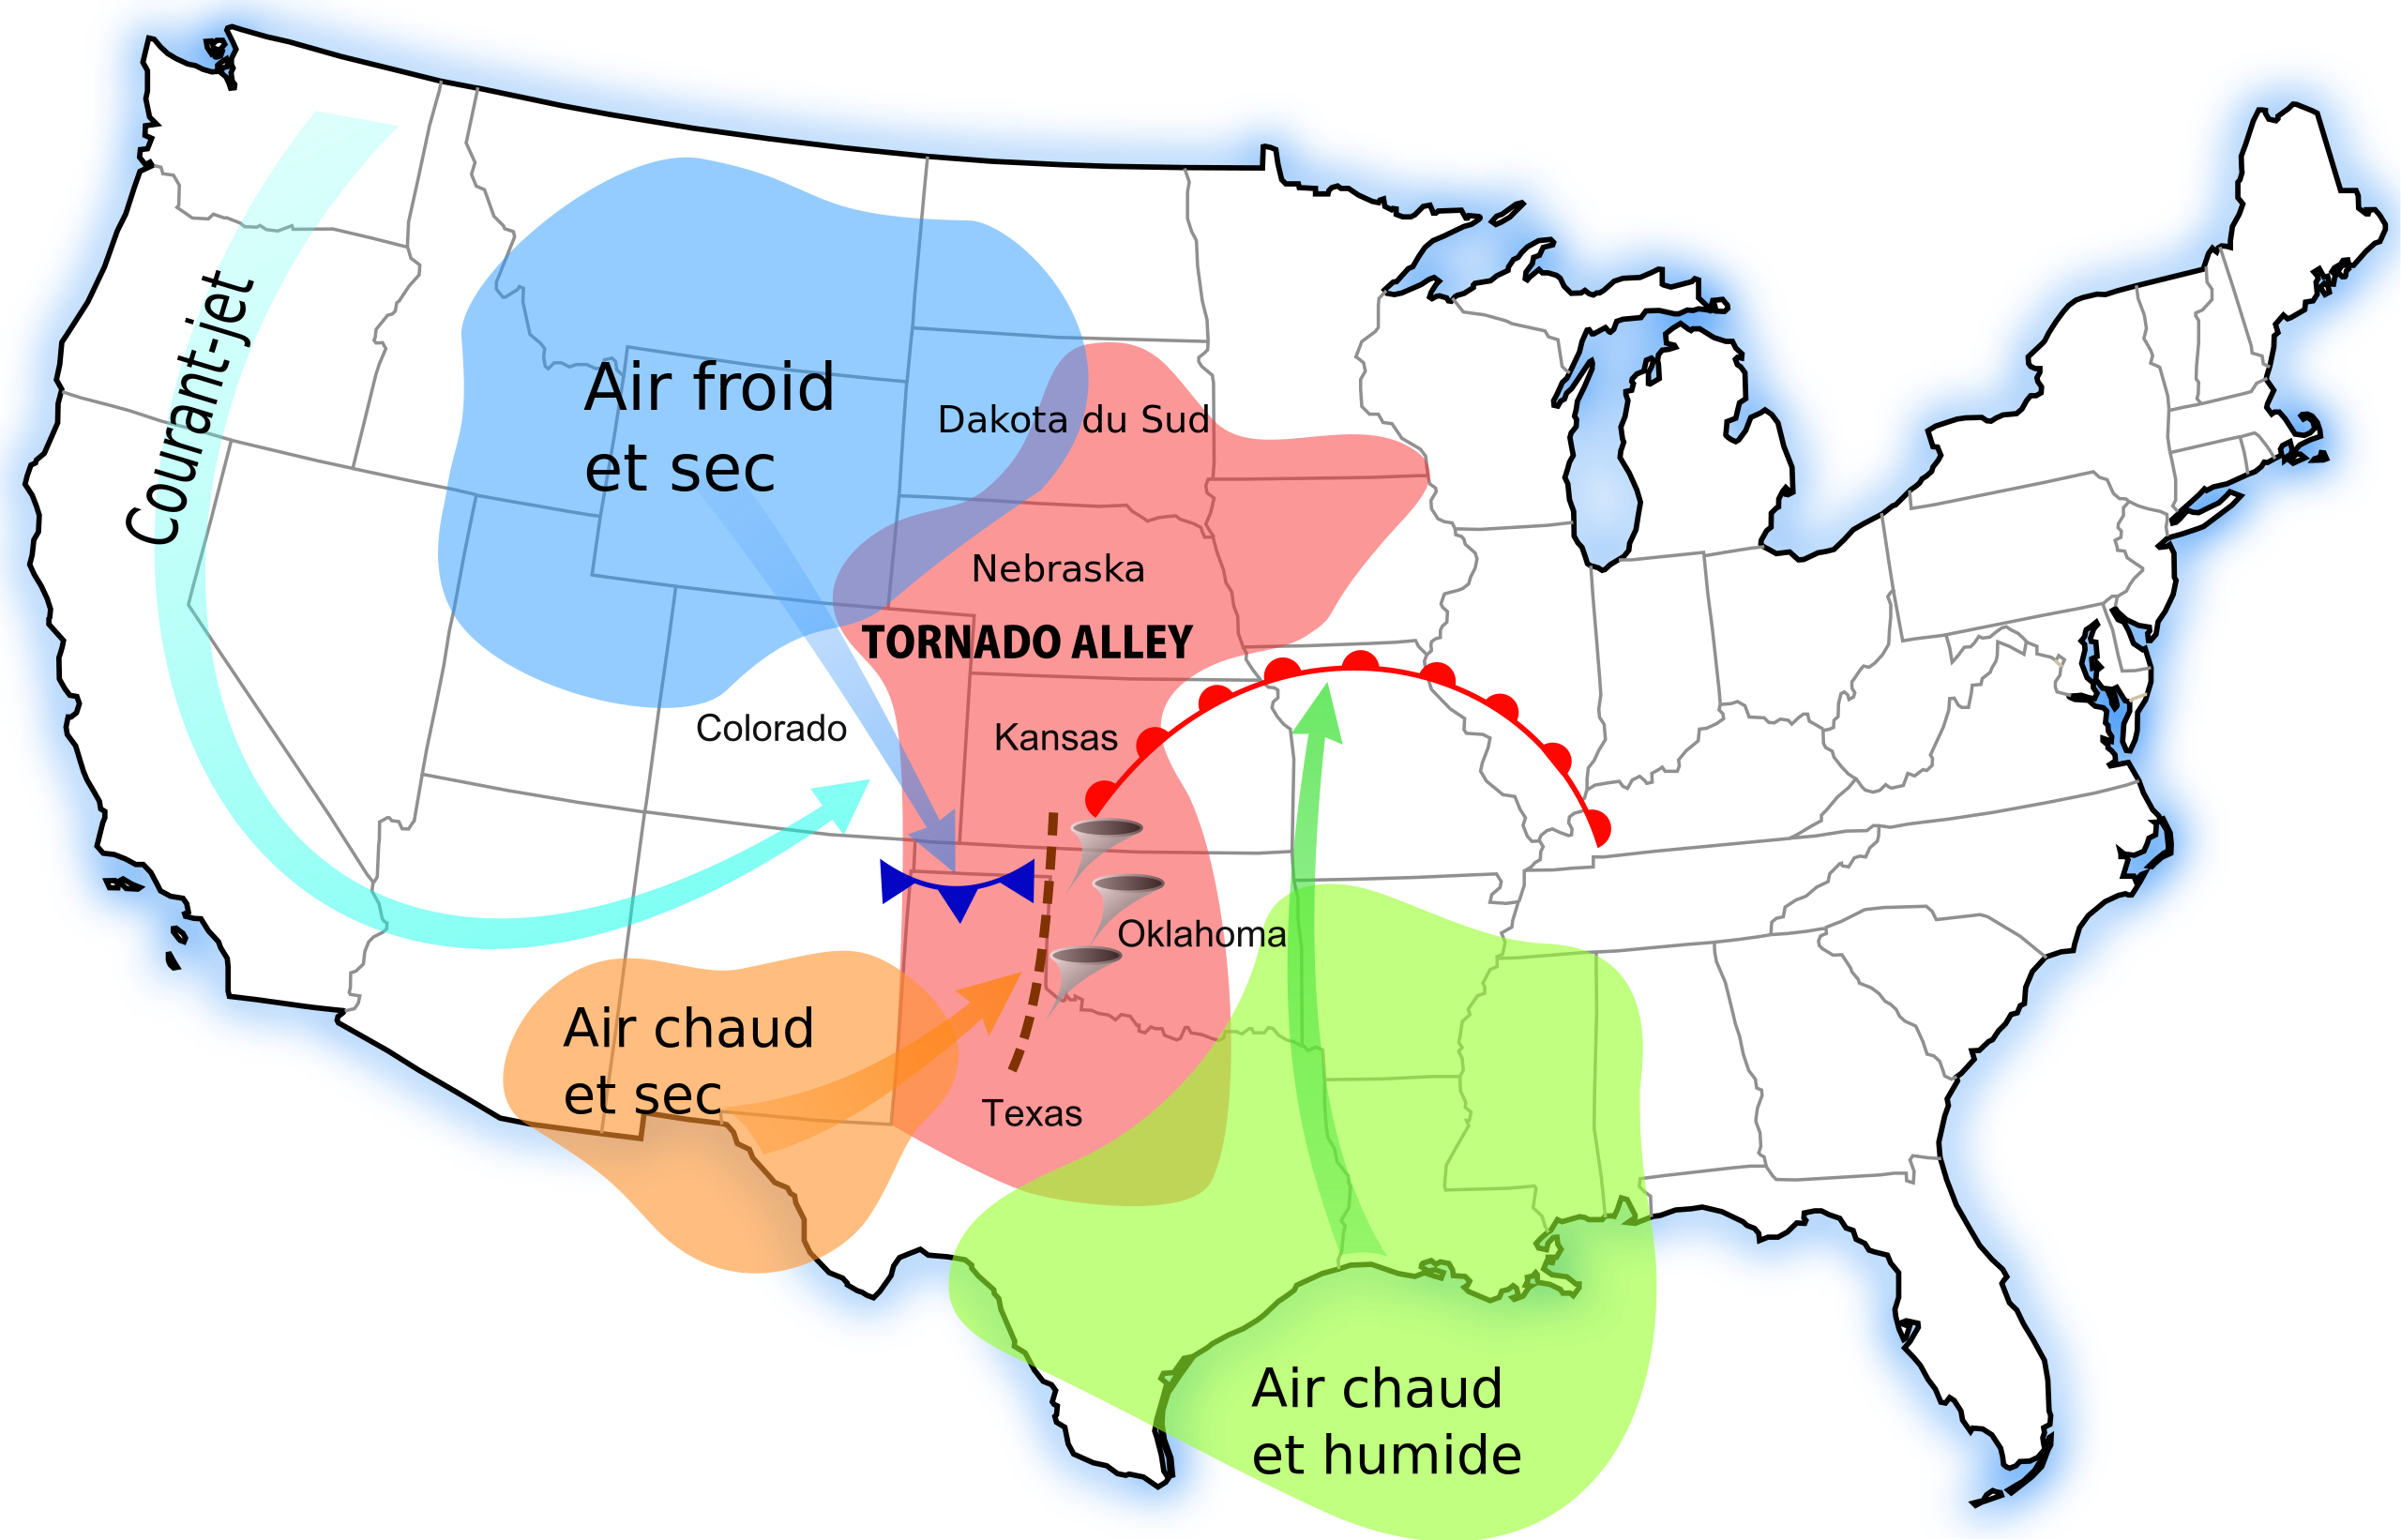 Courant-jet
Air froid
et sec
Dakota du Sud
Nebraska
TORNADO ALLEY
Colorado
Kansas
Oklahoma
Air chaud
et sec
Texas
Air chaud
et humide